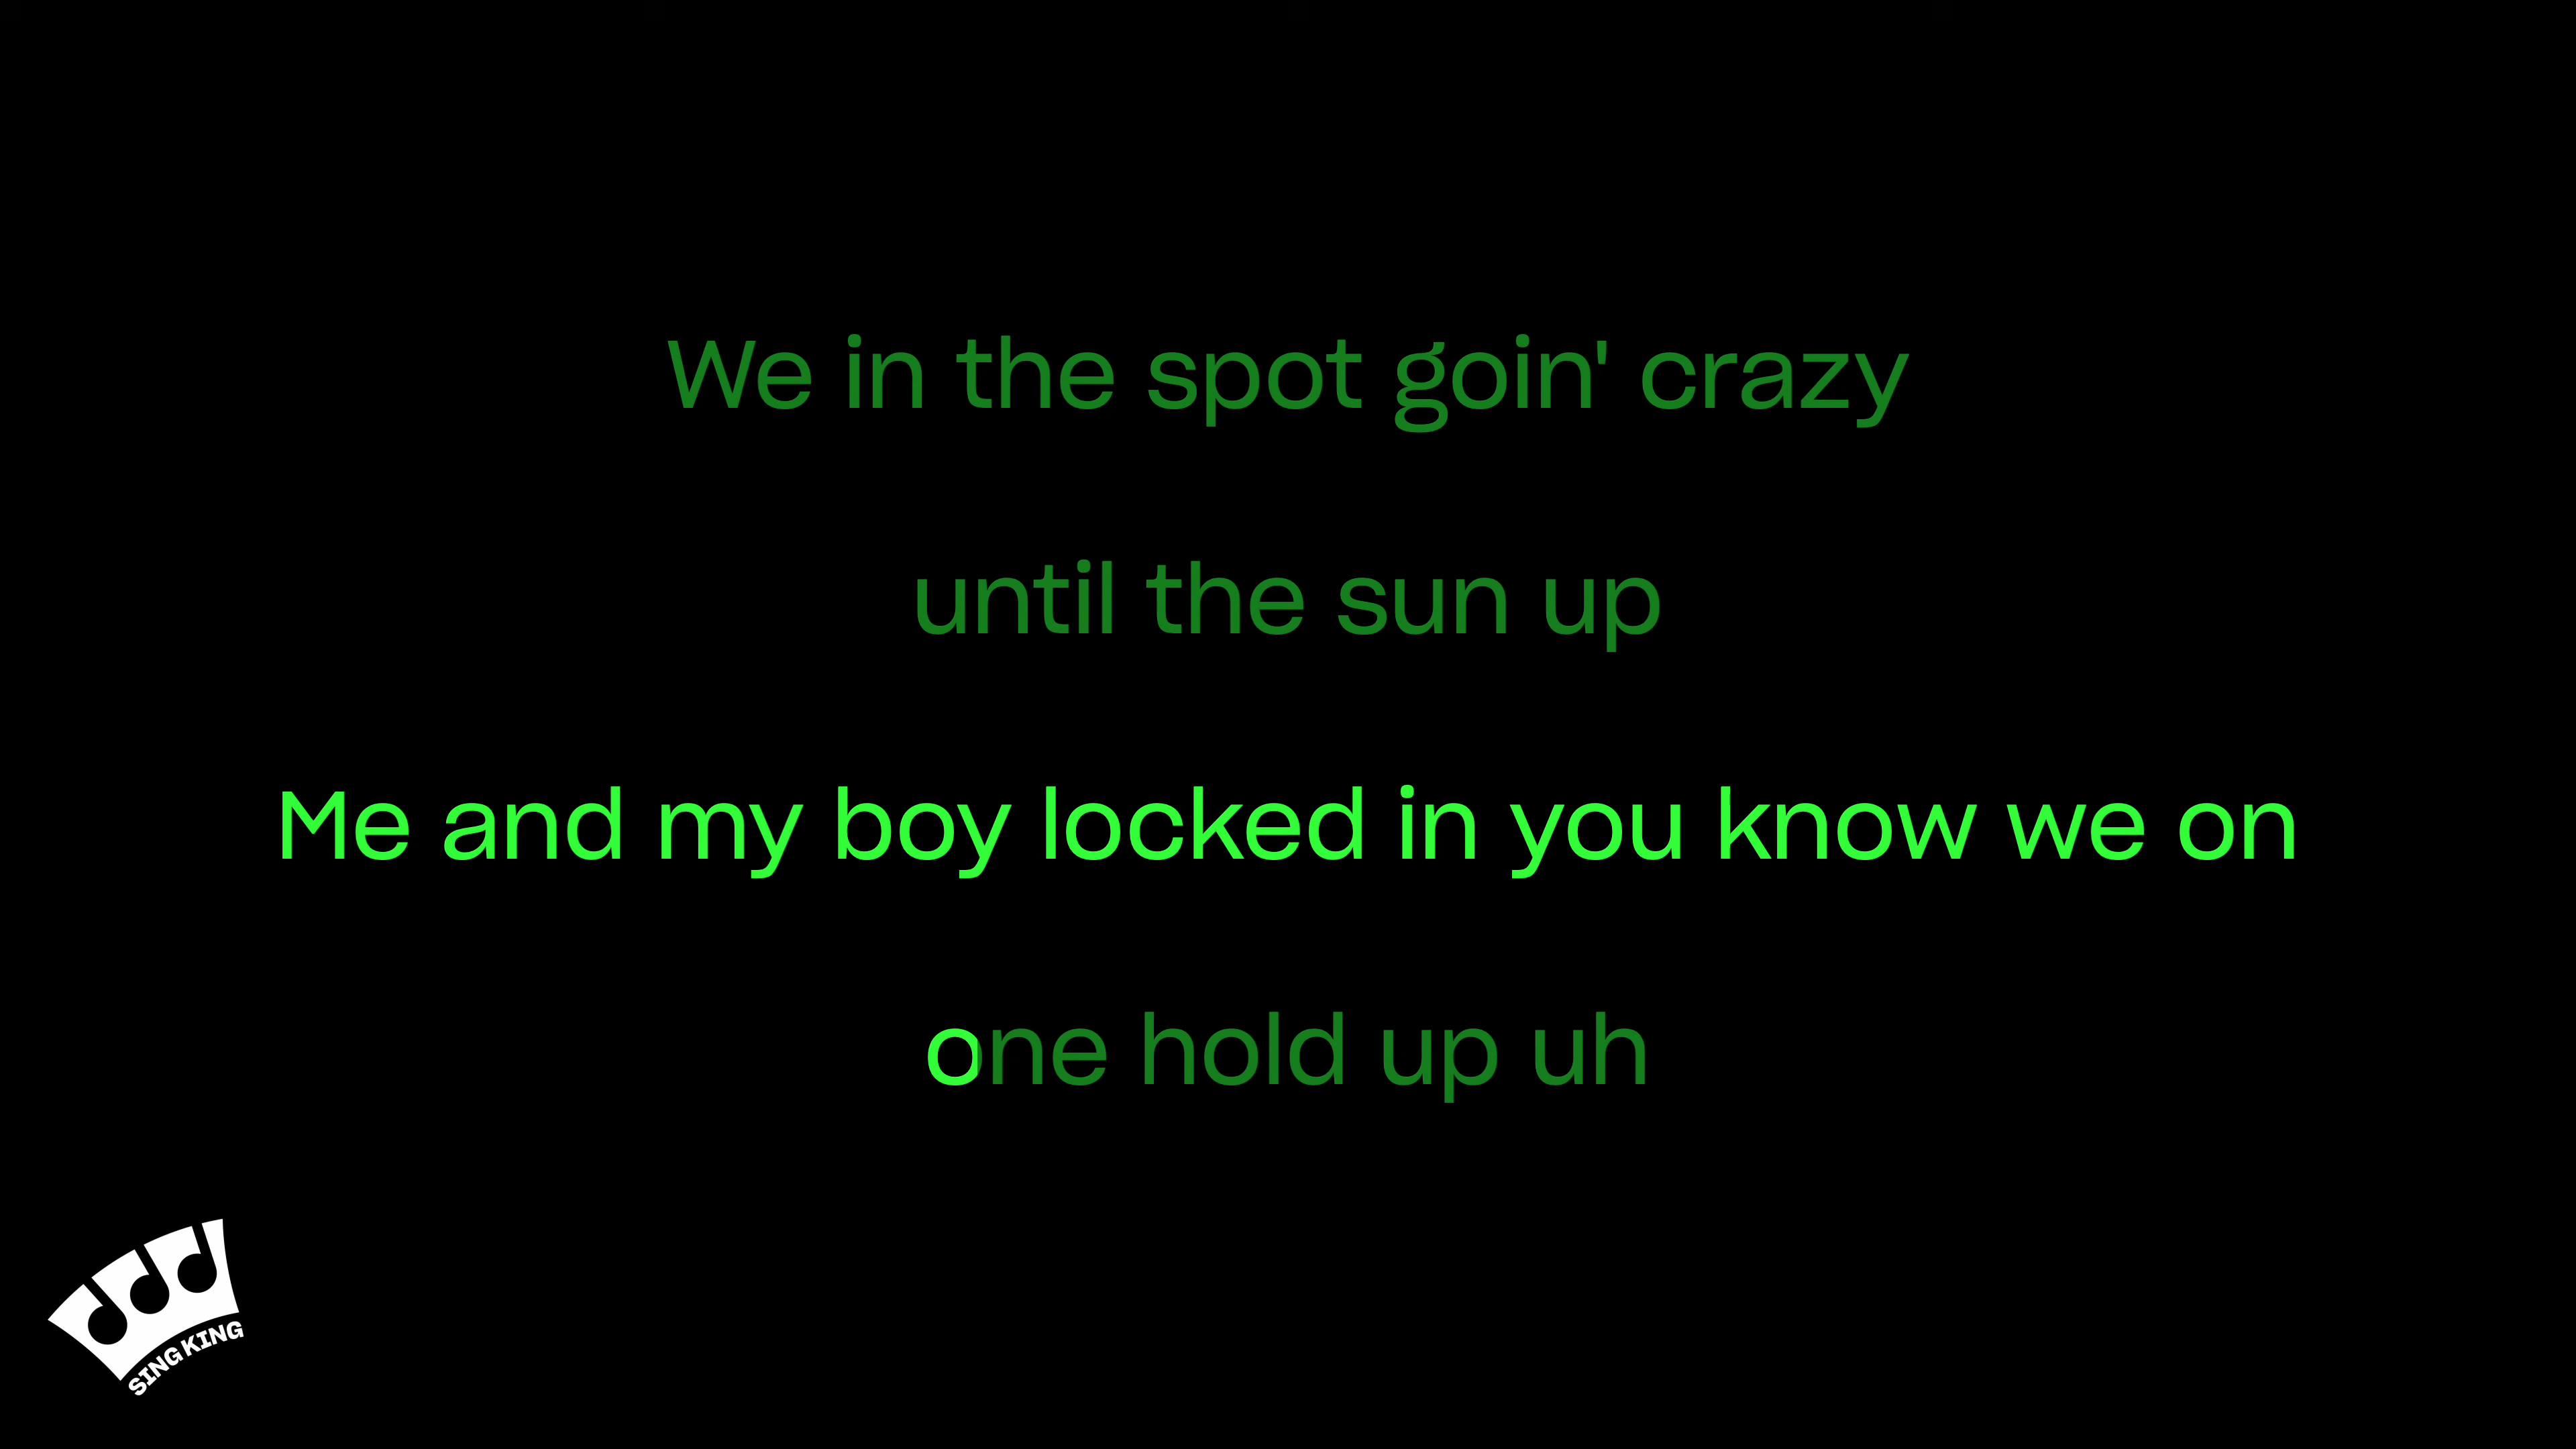 We in the spot goin' crazy
until the sun up
Me and my boy locked in you know we on
one hold up uh
SING KING